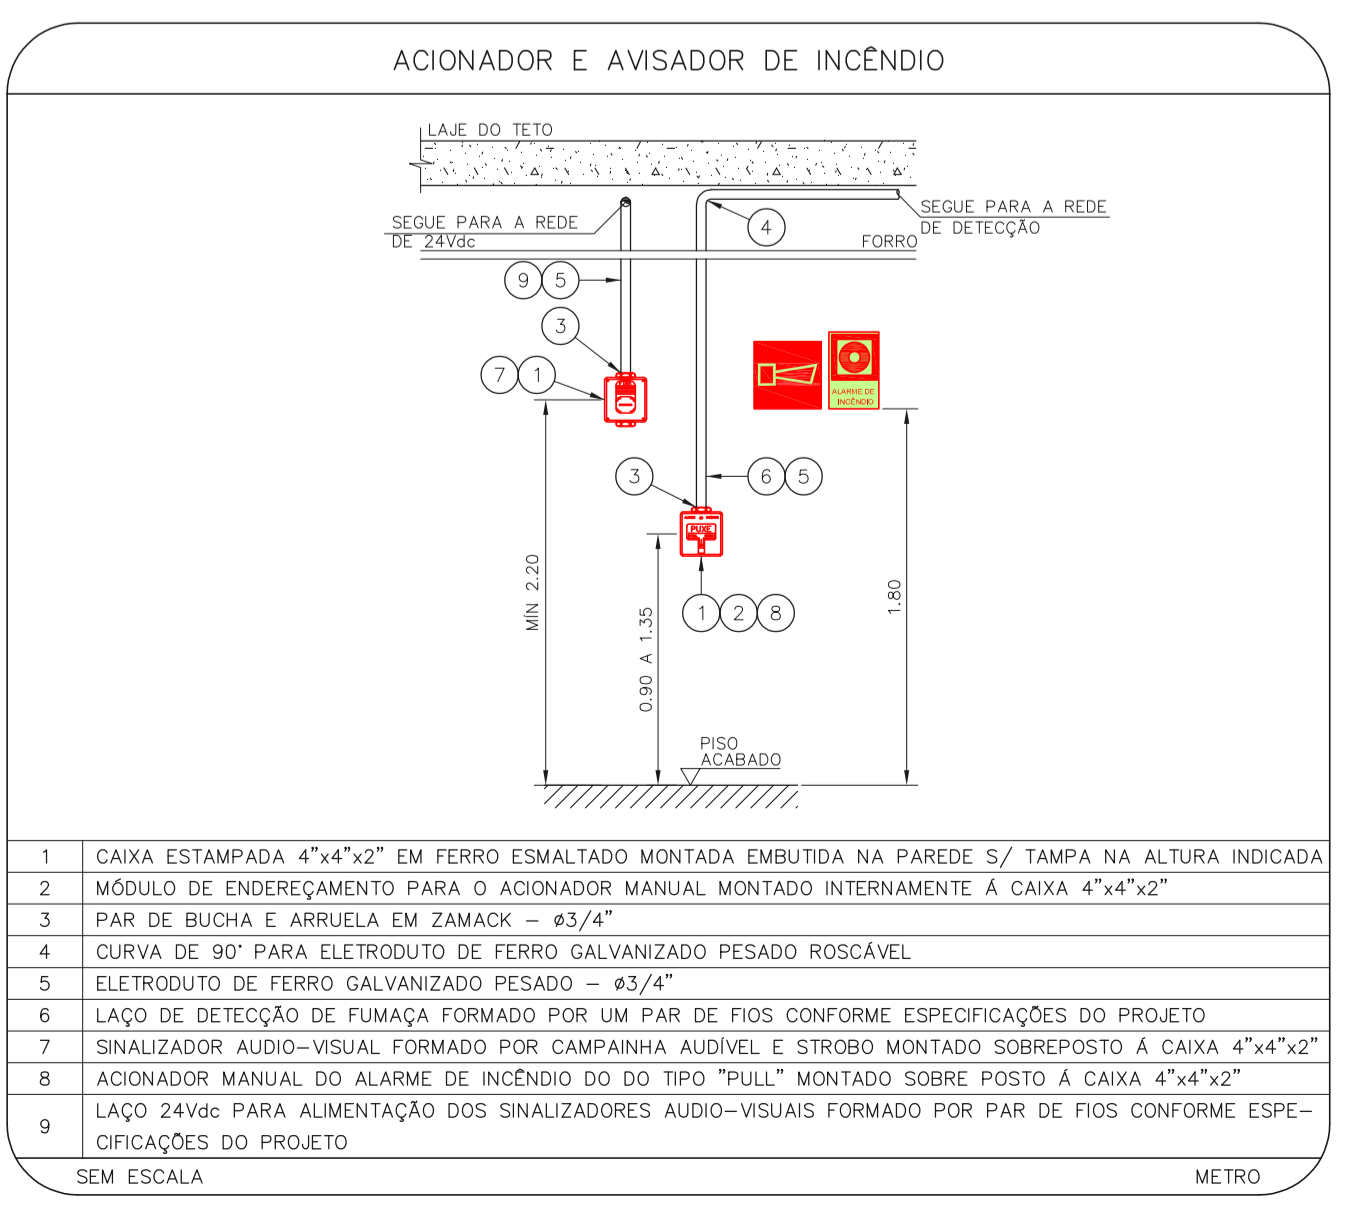 ACIONADOR E AVISADOR DE INCÊNDIO
LAJE DO TETO
SEGUE PARA A REDE
DE 24Vdc
SEGUE PARA A REDE
DE DETECÇÃO
4
FORRO
9 5
3
7 1
ALARME DE
INCÊNDIO
3
6 5
PUXE
1 2 8
MÍN 2.20
0.90 A 1.35
1.80
PISO
ACABADO
1 CAIXA ESTAMPADA 4"x4"x2" EM FERRO ESMALTADO MONTADA EMBUTIDA NA PAREDE S/ TAMPA NA ALTURA INDICADA
2 MÓDULO DE ENDEREÇAMENTO PARA O ACIONADOR MANUAL MONTADO INTERNAMENTE Á CAIXA 4"x4"x2"
3 PAR DE BUCHA E ARRUELA EM ZAMACK – ø3/4"
4 CURVA DE 90° PARA ELETRODUTO DE FERRO GALVANIZADO PESADO ROSCÁVEL
5 ELETRODUTO DE FERRO GALVANIZADO PESADO – ø3/4"
6 LAÇO DE DETECÇÃO DE FUMAÇA FORMADO POR UM PAR DE FIOS CONFORME ESPECIFICAÇÕES DO PROJETO
7 SINALIZADOR AUDIO–VISUAL FORMADO POR CAMPAINHA AUDÍVEL E STROBO MONTADO SOBREPOSTO Á CAIXA 4"x4"x2"
8 ACIONADOR MANUAL DO ALARME DE INCÊNDIO DO DO TIPO "PULL" MONTADO SOBRE POSTO Á CAIXA 4"x4"x2"
9 LAÇO 24Vdc PARA ALIMENTAÇÃO DOS SINALIZADORES AUDIO–VISUAIS FORMADO POR PAR DE FIOS CONFORME ESPE–
CIFICAÇÕES DO PROJETO
SEM ESCALA
METRO